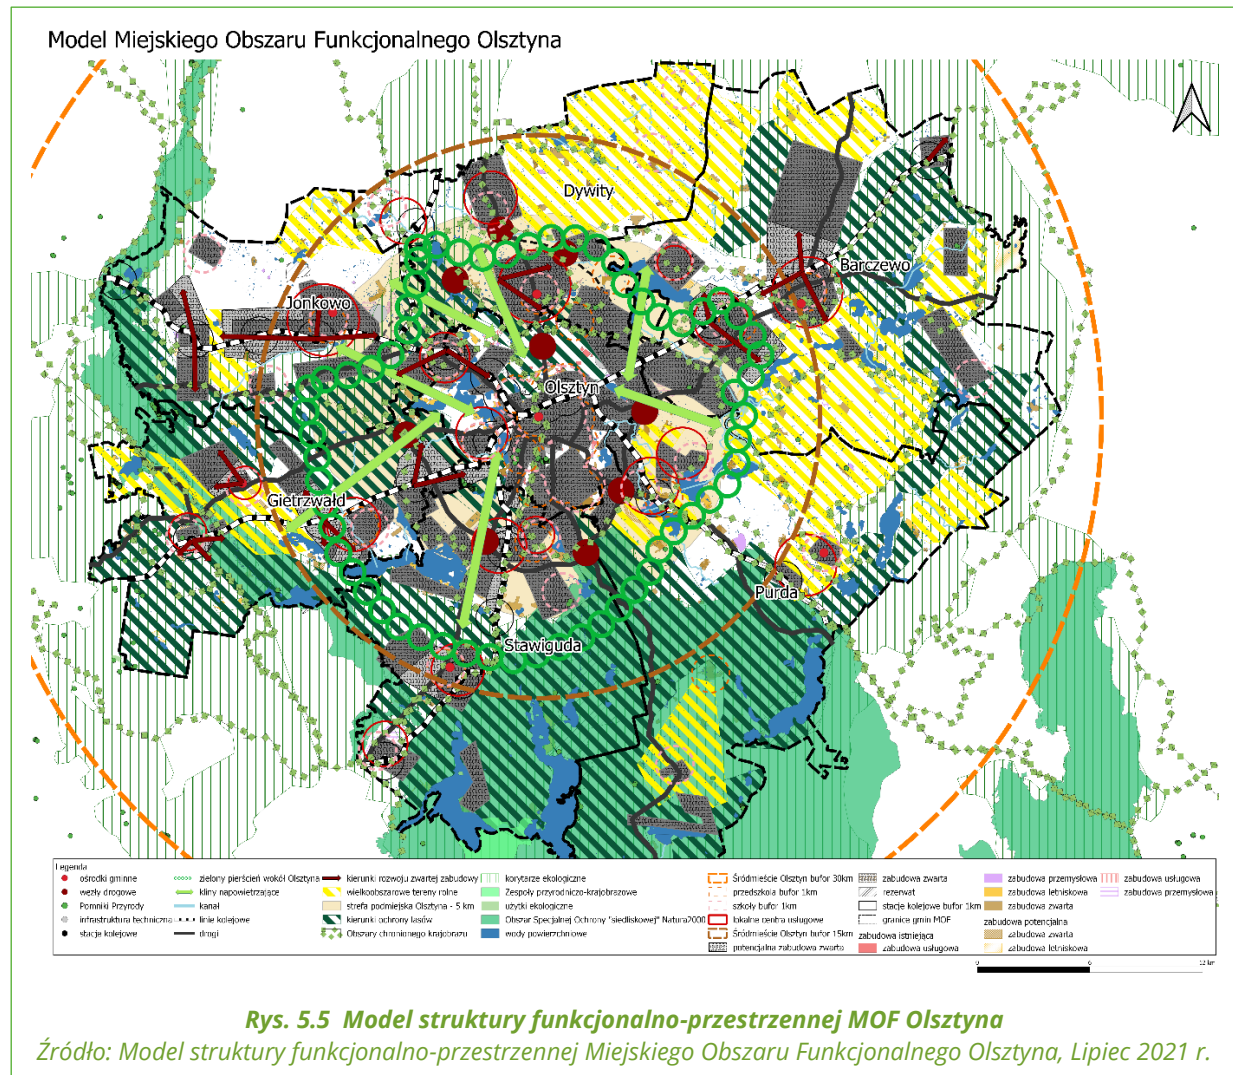 Model Miejskiego Obszaru Funkcjonalnego Olsztyna
Dywity
Barczewo
Jonkowo
Olsztyn
Gietrzwałd
Purda
Stawiguda
Legenda
ośrodki gminne
węzły drogowe
Pomniki Przyrody
infrastruktura techniczna
stacje kolejowe
zielony pierścień wokół Olsztyna
kliny napowietrzające
kanał
linie kolejowe
drogi
kierunki rozwoju zwartej zabudowy
wielkoobszarowe tereny rolne
strefa podmiejska Olsztyna - 5 km
kierunki ochrony lasów
Obszary chronionego krajobrazu
korytarze ekologiczne
Zespoły przyrodniczo-krajobrazowe
użytki ekologiczne
Obszar Specjalnej Ochrony "siedliskowej" Natura2000
wody powierzchniowe
Śródmieście Olsztyn bufor 30km
przedszkola bufor 1km
szkoły bufor 1km
lokalne centra usługowe
Śródmieście Olsztyn bufor 15km
potencjalna zabudowa zwarta
zabudowa zwarta
rezerwat
stacje kolejowe bufor 1km
granice gmin MOF
zabudowa istniejąca
zabudowa usługowa
zabudowa przemysłowa
zabudowa letniskowa
zabudowa zwarta
zabudowa potencjalna
zabudowa zwarta
zabudowa letniskowa
zabudowa usługowa
zabudowa przemysłowa
0 6 12 km
Rys. 5.5 Model struktury funkcjonalno-przestrzennej MOF Olsztyna
Źródło: Model struktury funkcjonalno-przestrzennej Miejskiego Obszaru Funkcjonalnego Olsztyna, Lipiec 2021 r.